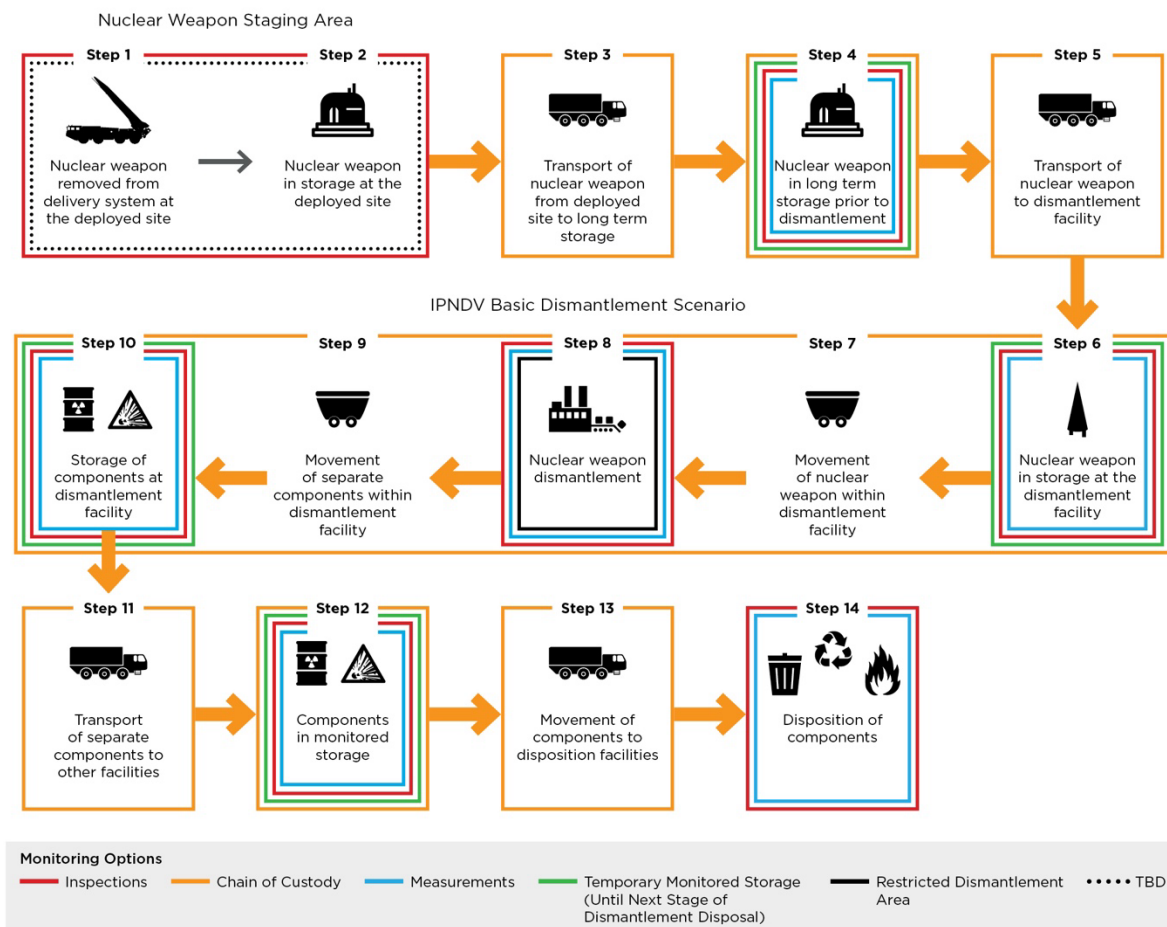 Nuclear Weapon Staging Area
Step 1
Nuclear weapon
removed from
delivery system at
the deployed site
Step 2
Nuclear weapon
in storage at the
deployed site
Step 3
Transport of
nuclear weapon
from deployed
site to long term
storage
Step 4
Nuclear weapon
in long term
storage prior to
dismantlement
Step 5
Transport of
nuclear weapon
to dismantlement
facility
IPNDV Basic Dismantlement Scenario
Step 10
Storage of
components at
dismantlement
facility
Step 9
Movement
of separate
components within
dismantlement
facility
Step 8
Nuclear weapon
dismantlement
Step 7
Movement
of nuclear
weapon within
dismantlement
facility
Step 6
Nuclear weapon
in storage at the
dismantlement
facility
Step 11
Transport
of separate
components to
other facilities
Step 12
Components
in monitored
storage
Step 13
Movement of
components to
disposition facilities
Step 14
Disposition of
components
Monitoring Options
Inspections
Chain of Custody
Measurements
Temporary Monitored Storage
(Until Next Stage of
Dismantlement Disposal)
Restricted Dismantlement
Area
TBD